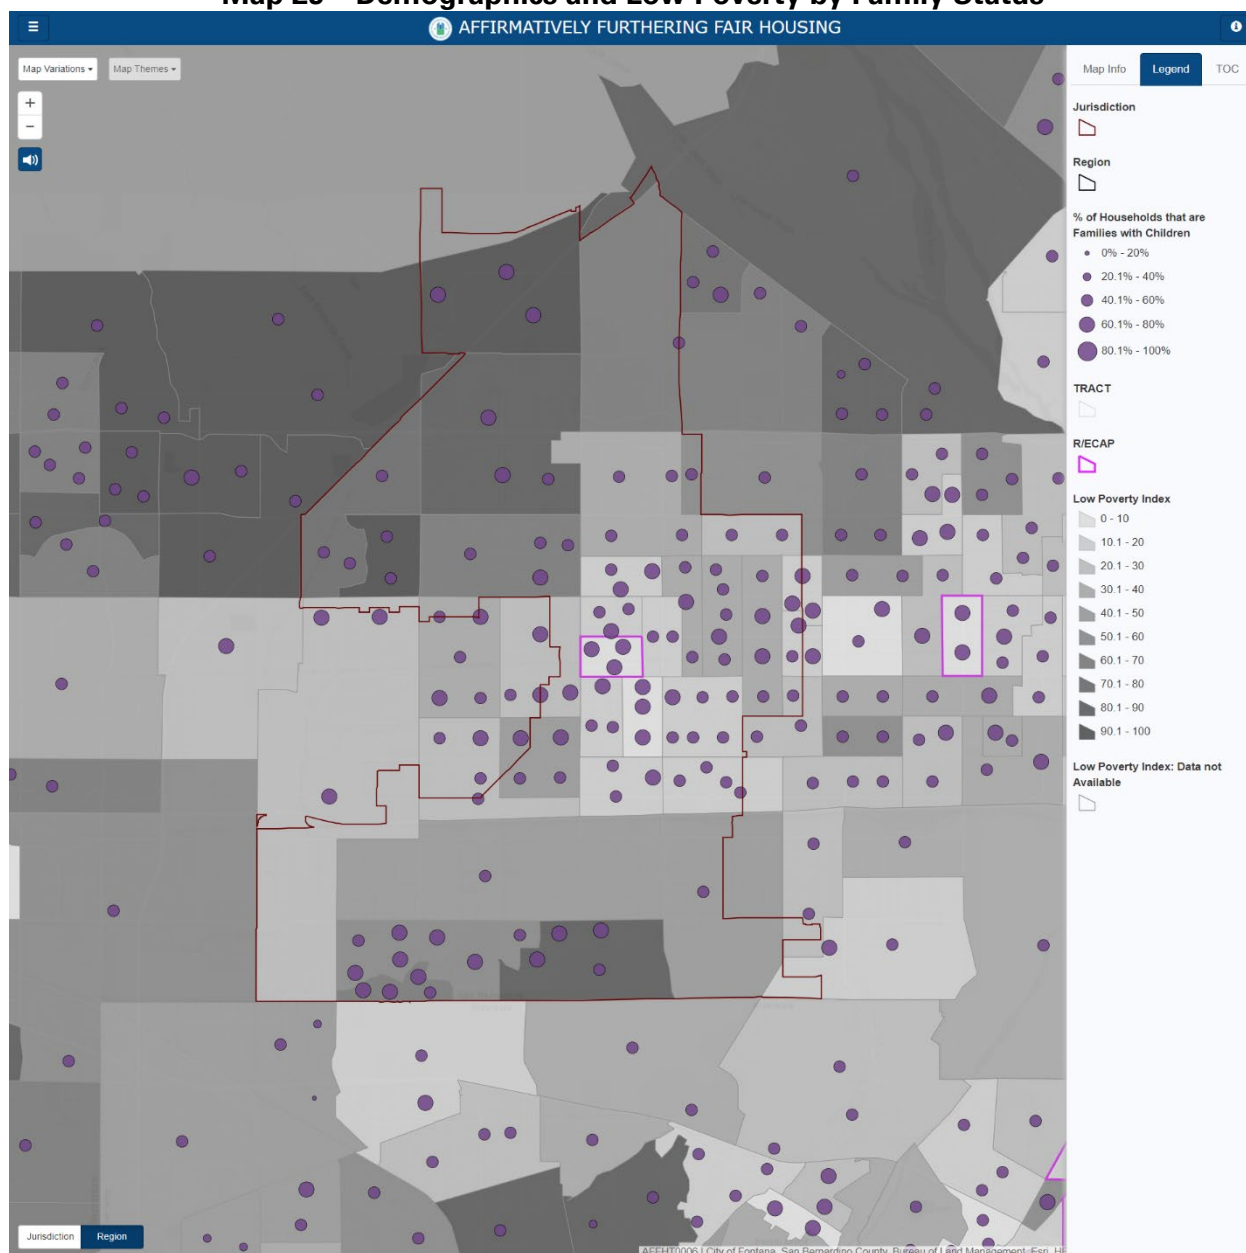 AFFIRMATIVELY FURTHERING FAIR HOUSING
Map Variations
Map Themes
+
−
Map Info
Legend
TOC
Jurisdiction
Region
% of Households that are
Families with Children
0% - 20%
20.1% - 40%
40.1% - 60%
60.1% - 80%
80.1% - 100%
TRACT
R/ECAP
Low Poverty Index
0 - 10
10.1 - 20
20.1 - 30
30.1 - 40
40.1 - 50
50.1 - 60
60.1 - 70
70.1 - 80
80.1 - 90
90.1 - 100
Low Poverty Index: Data not
Available
Jurisdiction
Region
AFFHT0006 | City of Fontana, San Bernardino County, Bureau of Land Management, Esri,